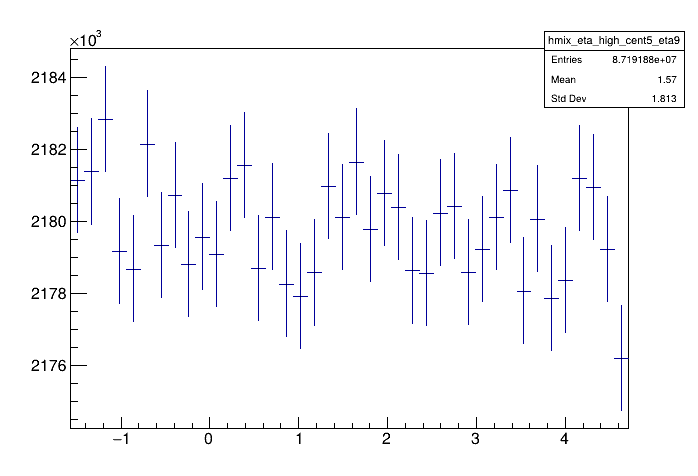 ×10³
hmix_eta_high_cent5_eta9
Entries 8.719188e+07
Mean 1.57
Std Dev 1.813
2184
2182
2180
2178
2176
−1 0 1 2 3 4